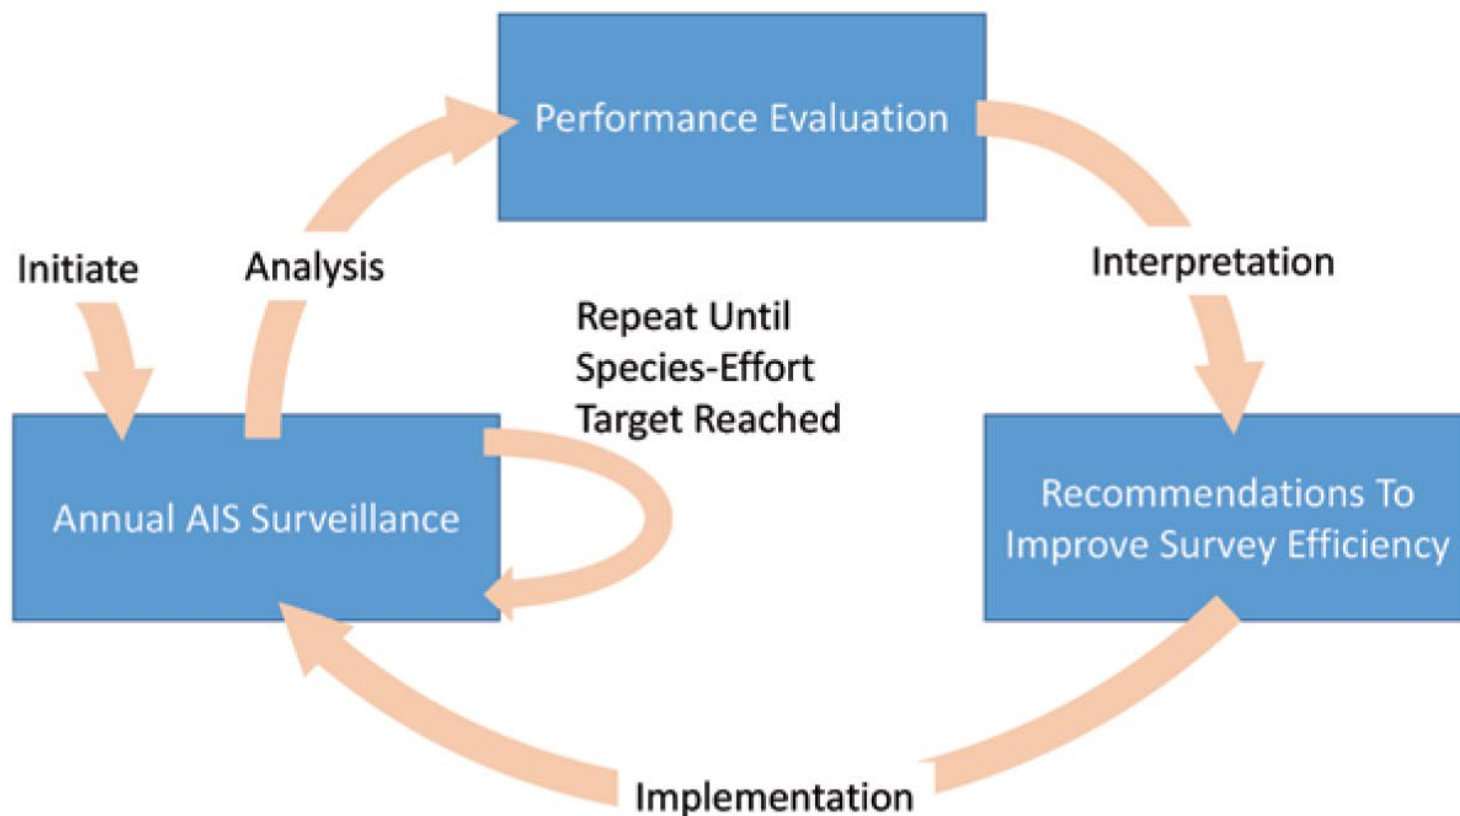 Performance Evaluation
Initiate
Analysis
Interpretation
Repeat Until
Species-Effort
Target Reached
Annual AIS Surveillance
Recommendations To
Improve Survey Efficiency
Implementation